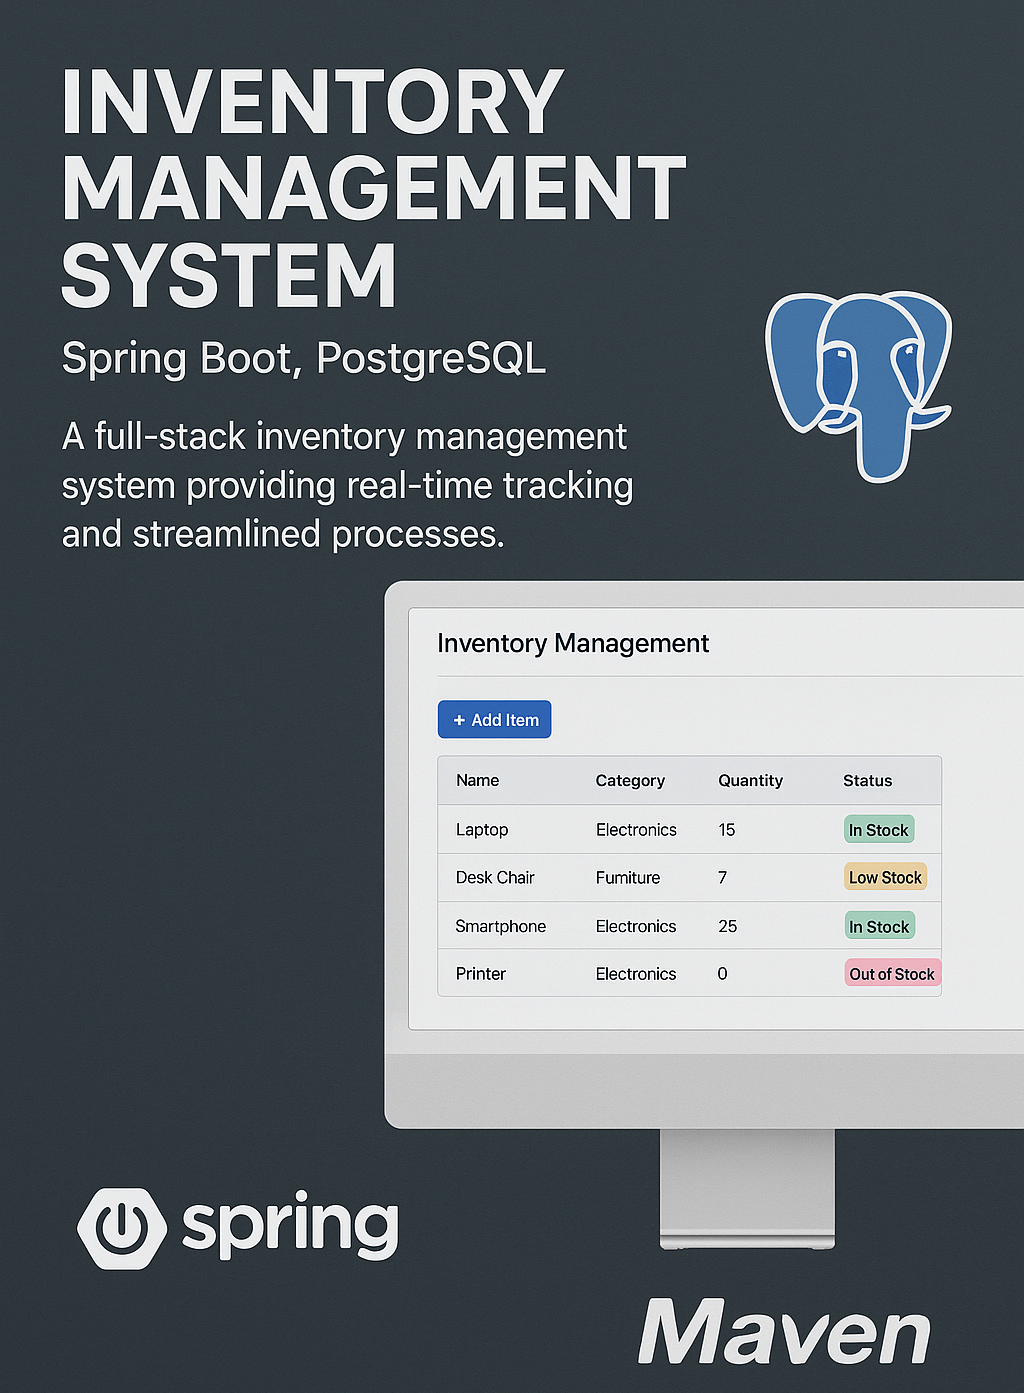 INVENTORY
MANAGEMENT
SYSTEM
Spring Boot, PostgreSQL
A full-stack inventory management
system providing real-time tracking
and streamlined processes.
Inventory Management
+ Add Item
Name Category Quantity Status
Laptop Electronics 15 In Stock
Desk Chair Fumiture 7 Low Stock
Smartphone Electronics 25 In Stock
Printer Electronics 0 Out of Stock
spring
Maven